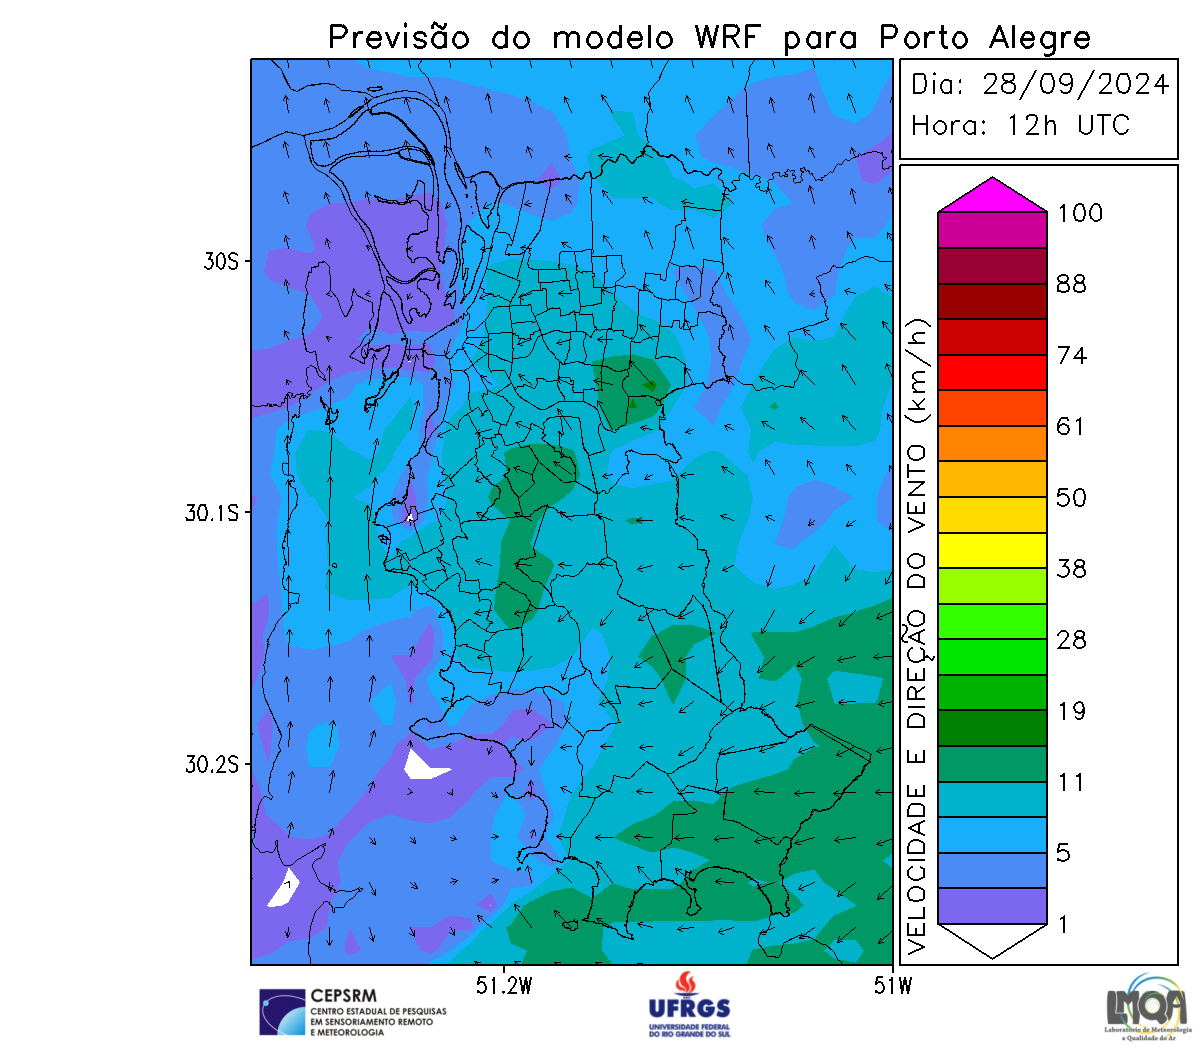 Previsão do modelo WRF para Porto Alegre
Dia: 28/09/2024
Hora: 12h UTC
30S
30.1S
30.2S
51.2W
51W
VELOCIDADE E DIREÇÃO DO VENTO (km/h)
100
88
74
61
50
38
28
19
11
5
1
CEPSRM
CENTRO ESTADUAL DE PESQUISAS
EM SENSORIAMENTO REMOTO
E METEOROLOGIA
UFRGS
UNIVERSIDADE FEDERAL
DO RIO GRANDE DO SUL
LMQA
Laboratório de Meteorologia
e Qualidade do Ar